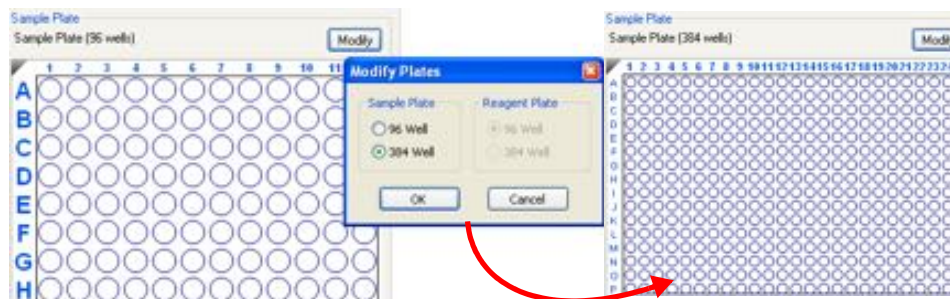 Sample Plate
Sample Plate (96 wells)
Modify
1 2 3 4 5 6 7 8 9 10 11
A
B
C
D
E
F
G
H
Modify Plates
Sample Plate
96 Well
384 Well
Reagent Plate
96 Well
384 Well
OK
Cancel
Sample Plate
Sample Plate (384 wells)
Modify
1 2 3 4 5 6 7 8 9 10 11 12 13 14 15 16 17 18 19 20 21 22 23 24
A
B
C
D
E
F
G
H
I
J
K
L
M
N
O
P